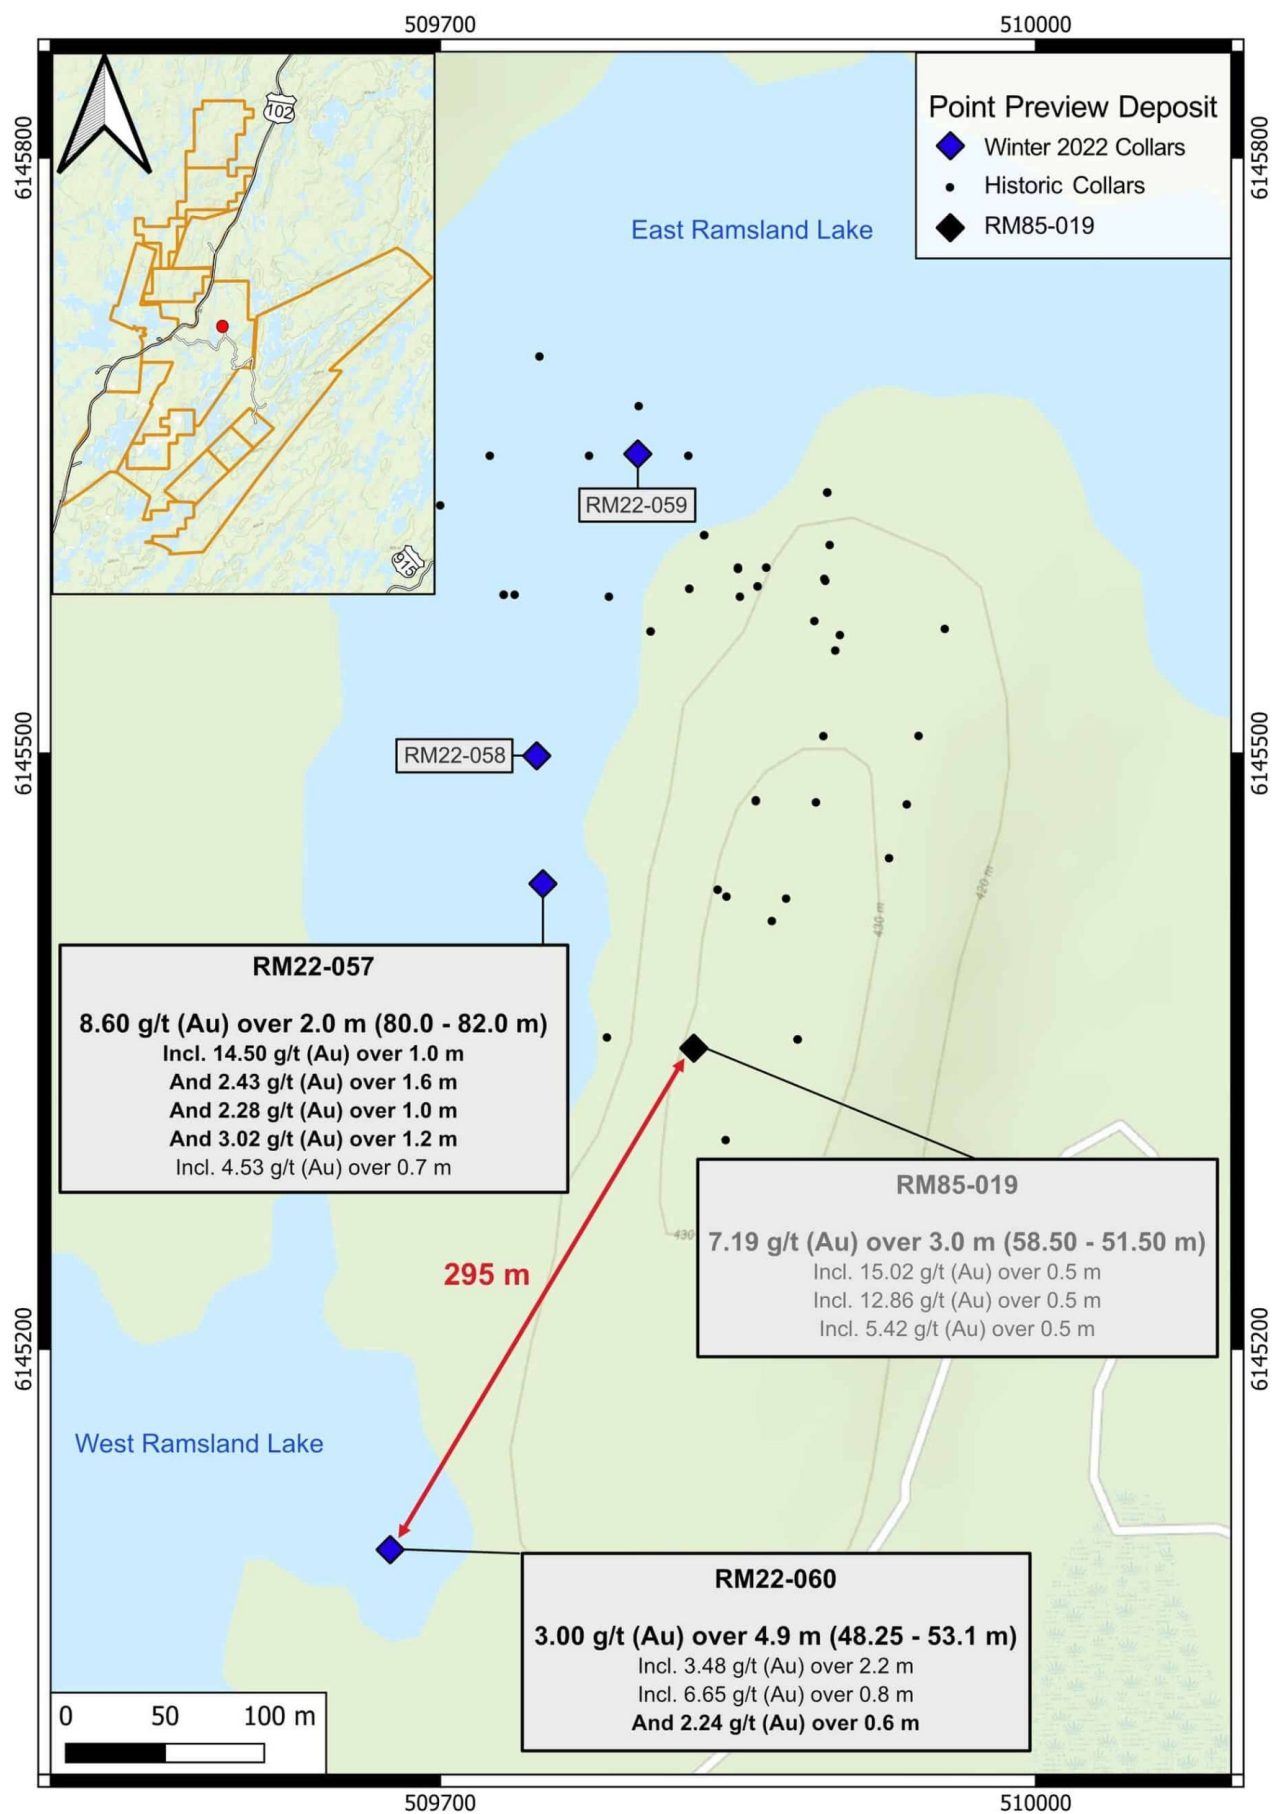 509700
510000
102
Point Preview Deposit
Winter 2022 Collars
Historic Collars
RM85-019
6145800
6145800
East Ramsland Lake
RM22-059
915
RM22-058
6145500
6145500
420 m
430 m
RM22-057
8.60 g/t (Au) over 2.0 m (80.0 - 82.0 m)
Incl. 14.50 g/t (Au) over 1.0 m
And 2.43 g/t (Au) over 1.6 m
And 2.28 g/t (Au) over 1.0 m
And 3.02 g/t (Au) over 1.2 m
Incl. 4.53 g/t (Au) over 0.7 m
RM85-019
430
7.19 g/t (Au) over 3.0 m (58.50 - 51.50 m)
Incl. 15.02 g/t (Au) over 0.5 m
Incl. 12.86 g/t (Au) over 0.5 m
Incl. 5.42 g/t (Au) over 0.5 m
295 m
6145200
6145200
West Ramsland Lake
RM22-060
3.00 g/t (Au) over 4.9 m (48.25 - 53.1 m)
Incl. 3.48 g/t (Au) over 2.2 m
Incl. 6.65 g/t (Au) over 0.8 m
And 2.24 g/t (Au) over 0.6 m
0 50 100 m
509700
510000